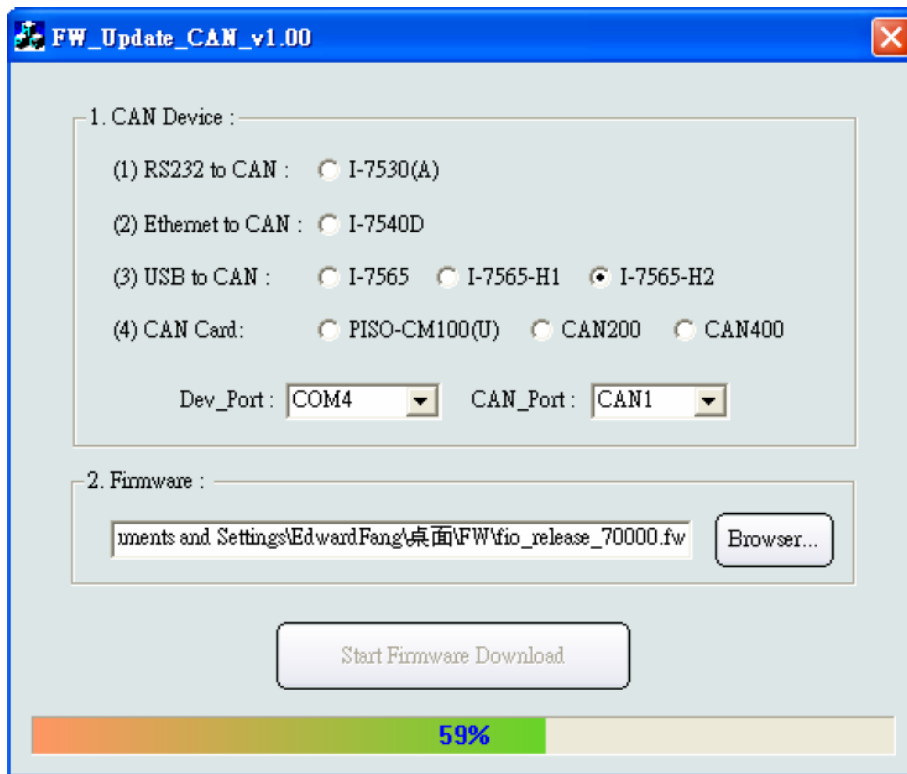 FW_Update_CAN_v1.00
1. CAN Device :
(1) RS232 to CAN : I-7530(A)
(2) Ethernet to CAN : I-7540D
(3) USB to CAN : I-7565 I-7565-H1 I-7565-H2
(4) CAN Card: PISO-CM100(U) CAN200 CAN400
Dev_Port : COM4 CAN_Port : CAN1
2. Firmware :
uments and Settings\EdwardFang\桌面\FW\fio_release_70000.fw Browser...
Start Firmware Download
59%